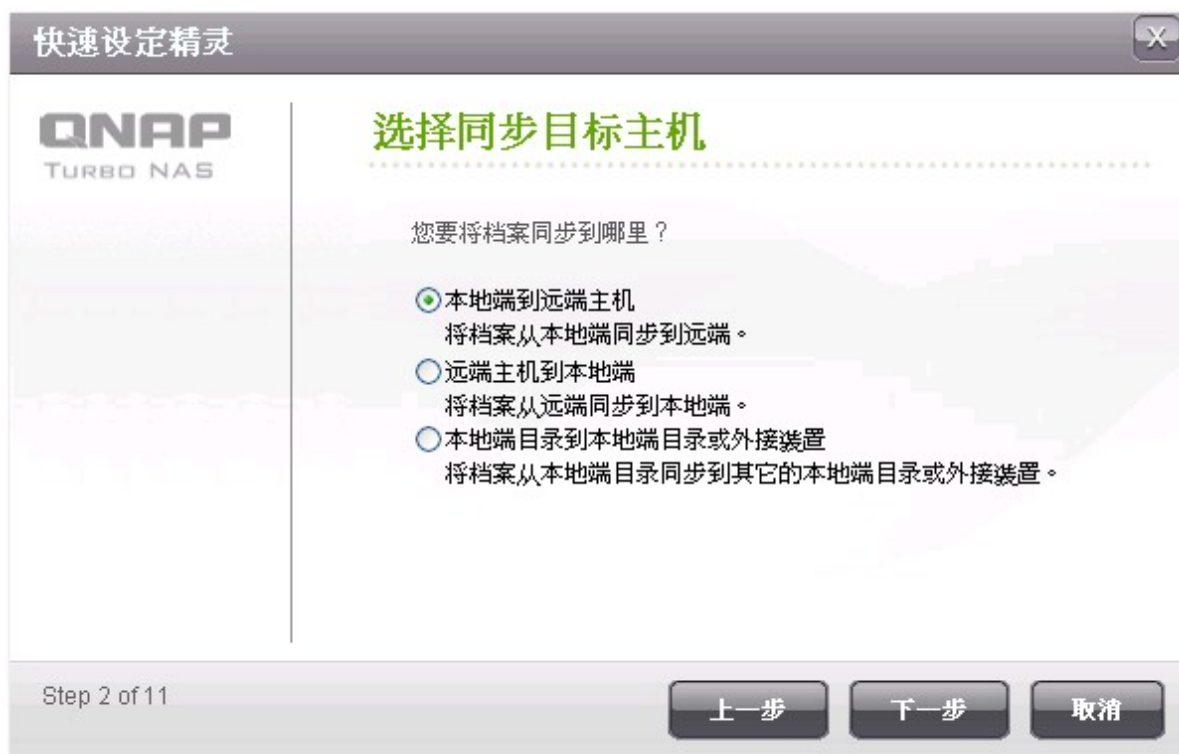 快速设定精灵
X
QNAP
TURBO NAS
选择同步目标主机
您要将档案同步到哪里？
本地端到远端主机
将档案从本地端同步到远端。
远端主机到本地端
将档案从远端同步到本地端。
本地端目录到本地端目录或外接装置
将档案从本地端目录同步到其它的本地端目录或外接装置。
Step 2 of 11
上一步
下一步
取消